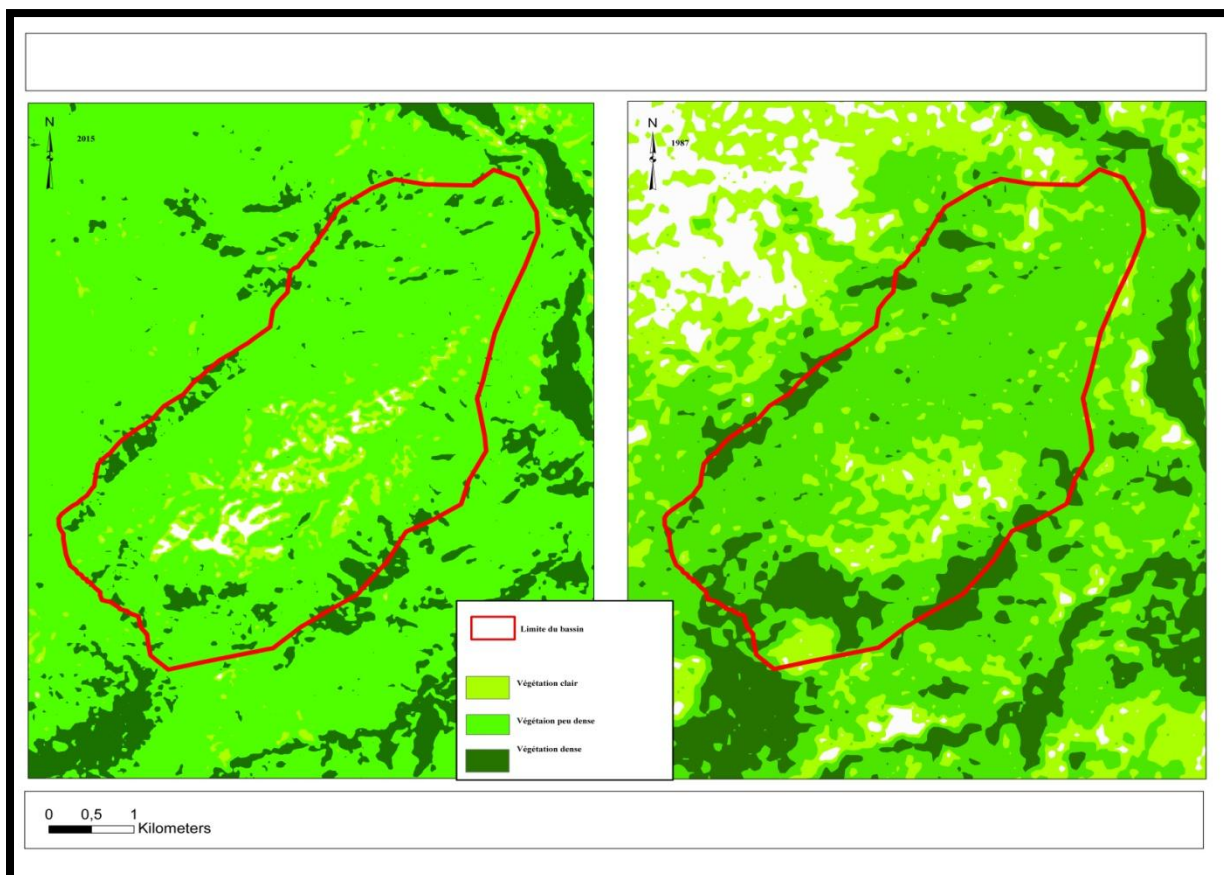 N
2015
N
1987
Limite du bassin
Végétation clair
Végétaion peu dense
Végétation dense
0 0,5 1
Kilometers